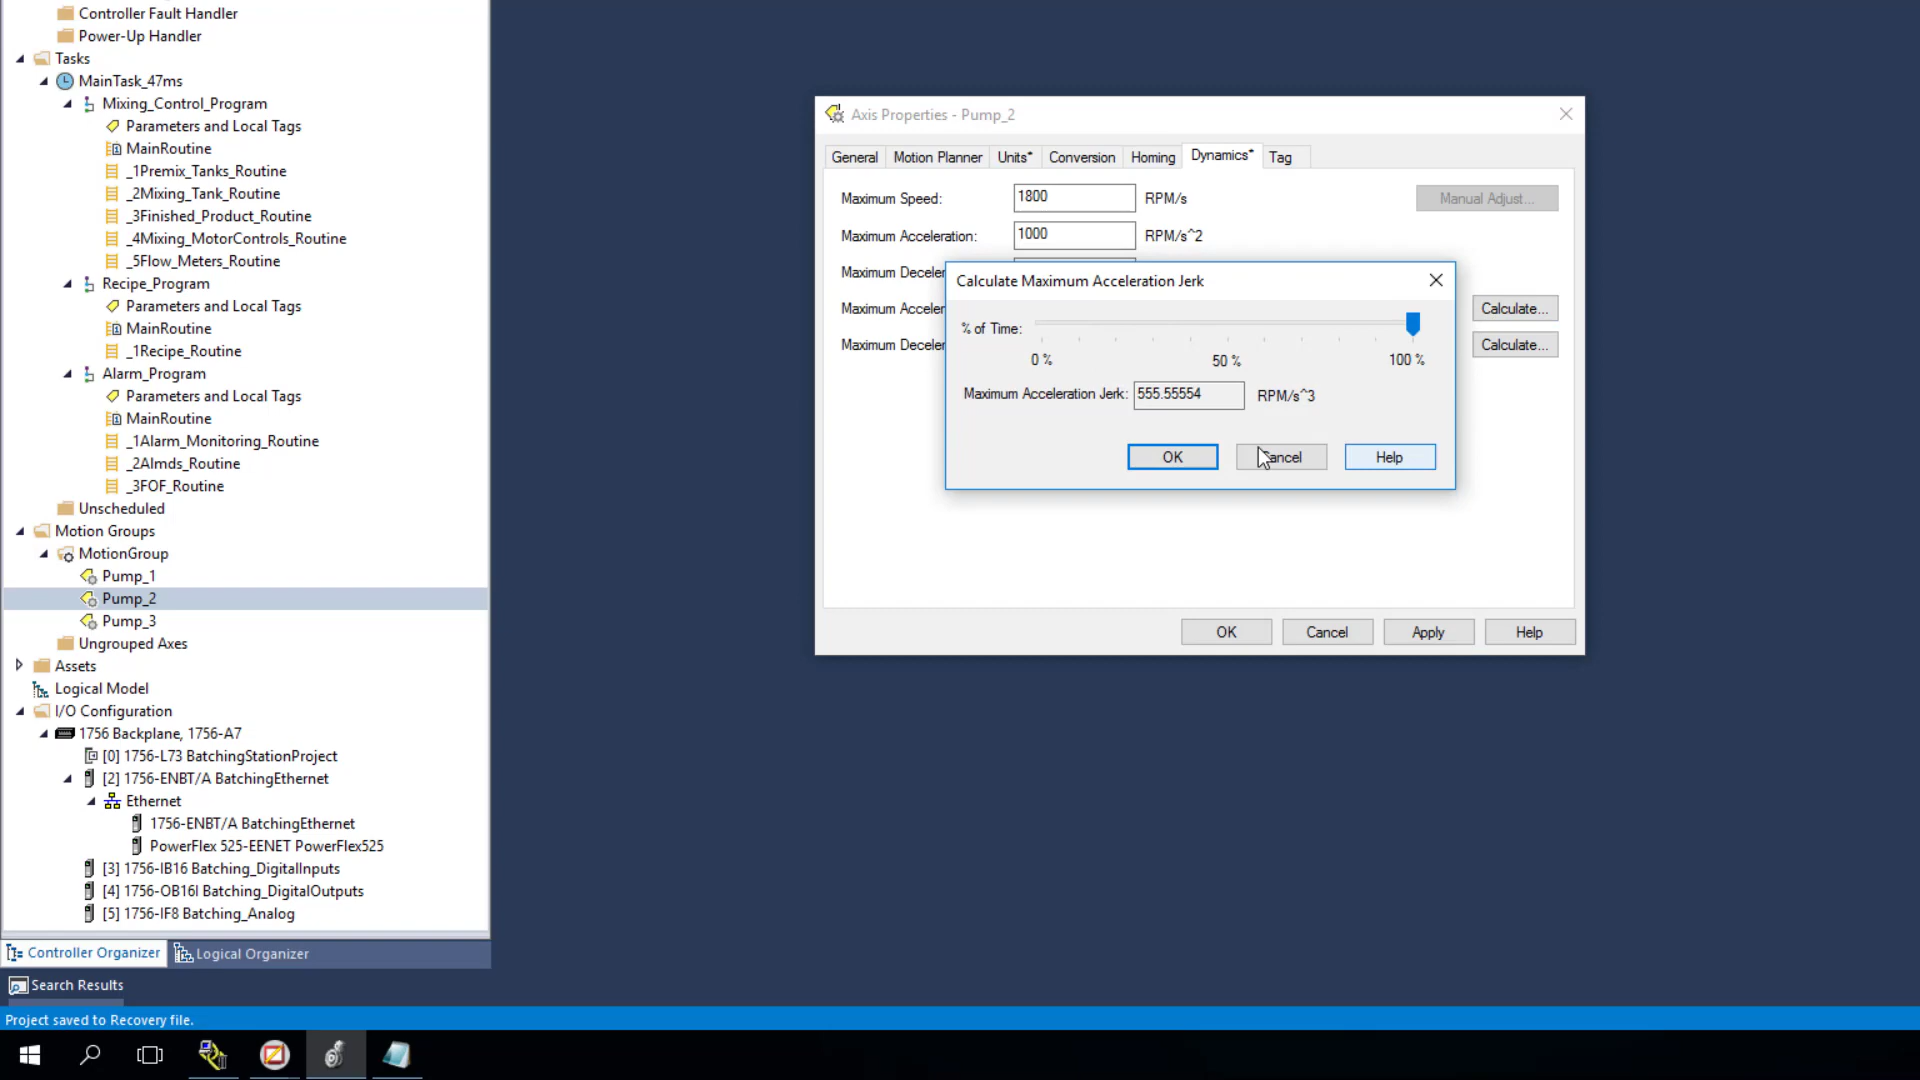 Controller Fault Handler
Power-Up Handler
Tasks
MainTask_47ms
Mixing_Control_Program
Parameters and Local Tags
MainRoutine
_1Premix_Tanks_Routine
_2Mixing_Tank_Routine
_3Finished_Product_Routine
_4Mixing_MotorControls_Routine
_5Flow_Meters_Routine
Recipe_Program
Parameters and Local Tags
MainRoutine
_1Recipe_Routine
Alarm_Program
Parameters and Local Tags
MainRoutine
_1Alarm_Monitoring_Routine
_2Almds_Routine
_3FOF_Routine
Unscheduled
Motion Groups
MotionGroup
Pump_1
Pump_2
Pump_3
Ungrouped Axes
Assets
Logical Model
I/O Configuration
1756 Backplane, 1756-A7
[0] 1756-L73 BatchingStationProject
[2] 1756-ENBT/A BatchingEthernet
Ethernet
1756-ENBT/A BatchingEthernet
PowerFlex 525-EENET PowerFlex525
[3] 1756-IB16 Batching_DigitalInputs
[4] 1756-OB16I Batching_DigitalOutputs
[5] 1756-IF8 Batching_Analog
Controller Organizer Logical Organizer
Search Results
Project saved to Recovery file.
Axis Properties - Pump_2
General Motion Planner Units* Conversion Homing Dynamics* Tag
Maximum Speed: 1800 RPM/s Manual Adjust...
Maximum Acceleration: 1000 RPM/s^2
Maximum Deceler
Maximum Acceler Calculate...
Maximum Deceler Calculate...
Calculate Maximum Acceleration Jerk
% of Time:
0 % 50 % 100 %
Maximum Acceleration Jerk: 555.55554 RPM/s^3
OK Cancel Help
OK Cancel Apply Help